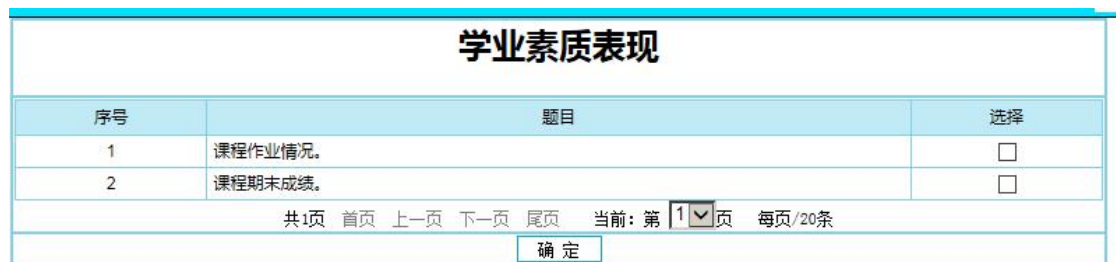 学业素质表现
序号 题目 选择
1 课程作业情况。
2 课程期末成绩。
共1页 首页 上一页 下一页 尾页 当前: 第 1 页 每页/20条
确 定